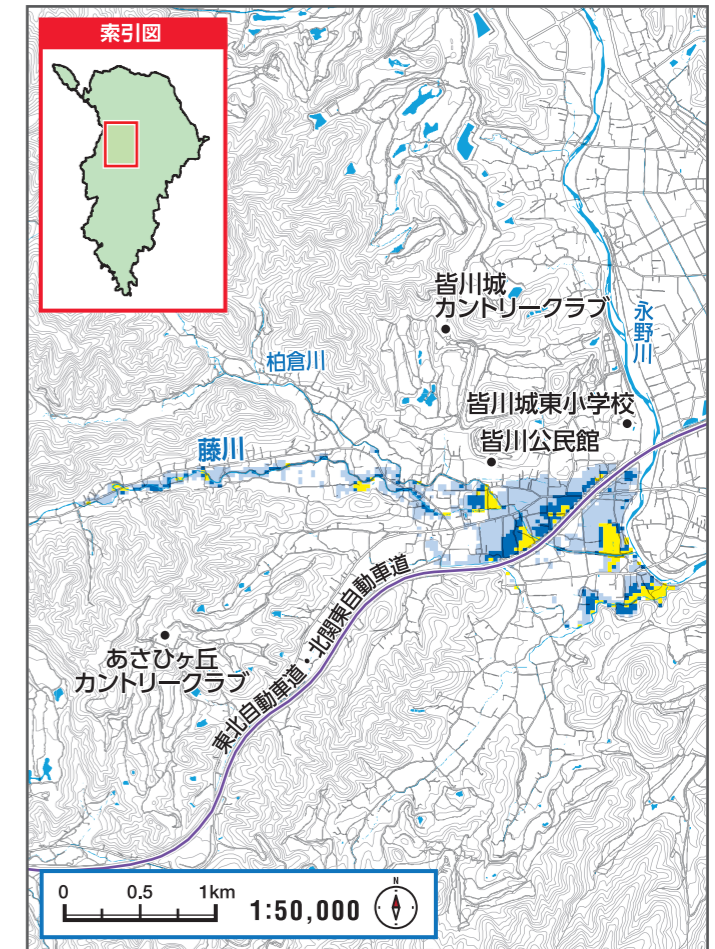 索引図
皆川城
カントリークラブ
永野川
柏倉川
皆川城東小学校
皆川公民館
藤川
東北自動車道・北関東自動車道
あさひヶ丘
カントリークラブ
0 0.5 1km
1:50,000
N